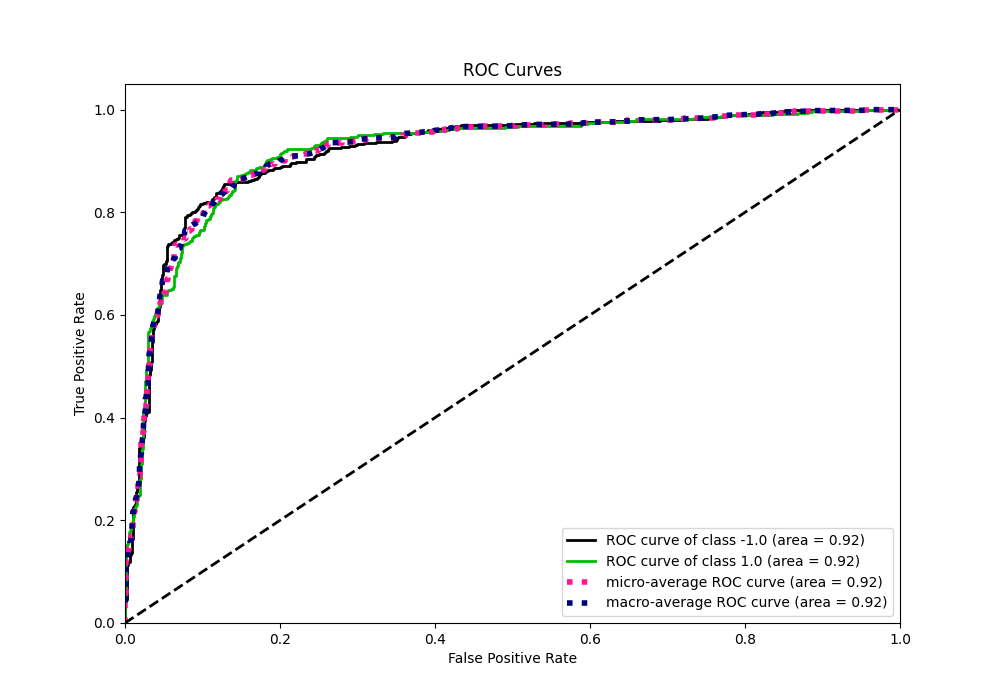 ROC Curves
True Positive Rate
1.0
0.8
0.6
0.4
0.2
0.0
ROC curve of class -1.0 (area = 0.92)
ROC curve of class 1.0 (area = 0.92)
micro-average ROC curve (area = 0.92)
macro-average ROC curve (area = 0.92)
0.0 0.2 0.4 0.6 0.8 1.0
False Positive Rate